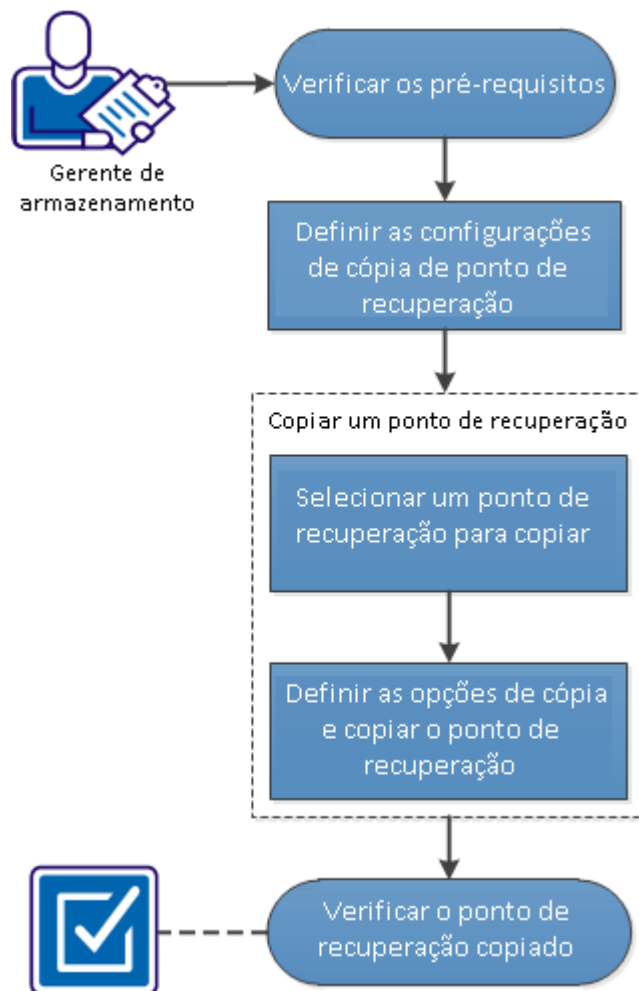 Verificar os pré-requisitos
Gerente de
armazenamento
Definir as configurações
de cópia de ponto de
recuperação
Copiar um ponto de recuperação
Selecionar um ponto de
recuperação para copiar
Definir as opções de cópia
e copiar o ponto de
recuperação
Verificar o ponto de
recuperação copiado